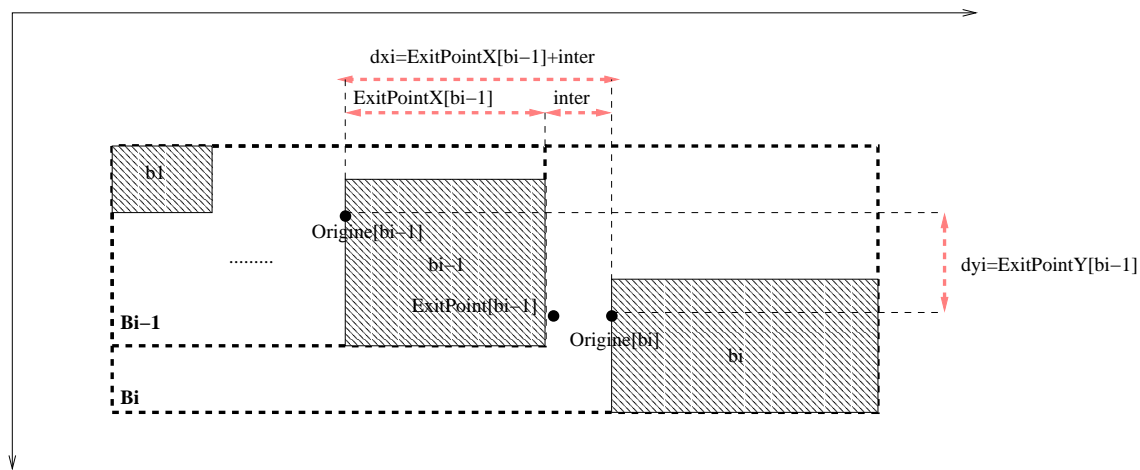 dxi=ExitPointX[bi−1]+inter
ExitPointX[bi−1]
inter
b1
Origine[bi−1]
.........
bi−1
dyi=ExitPointY[bi−1]
ExitPoint[bi−1]
Bi−1
Origine[bi]
bi
Bi